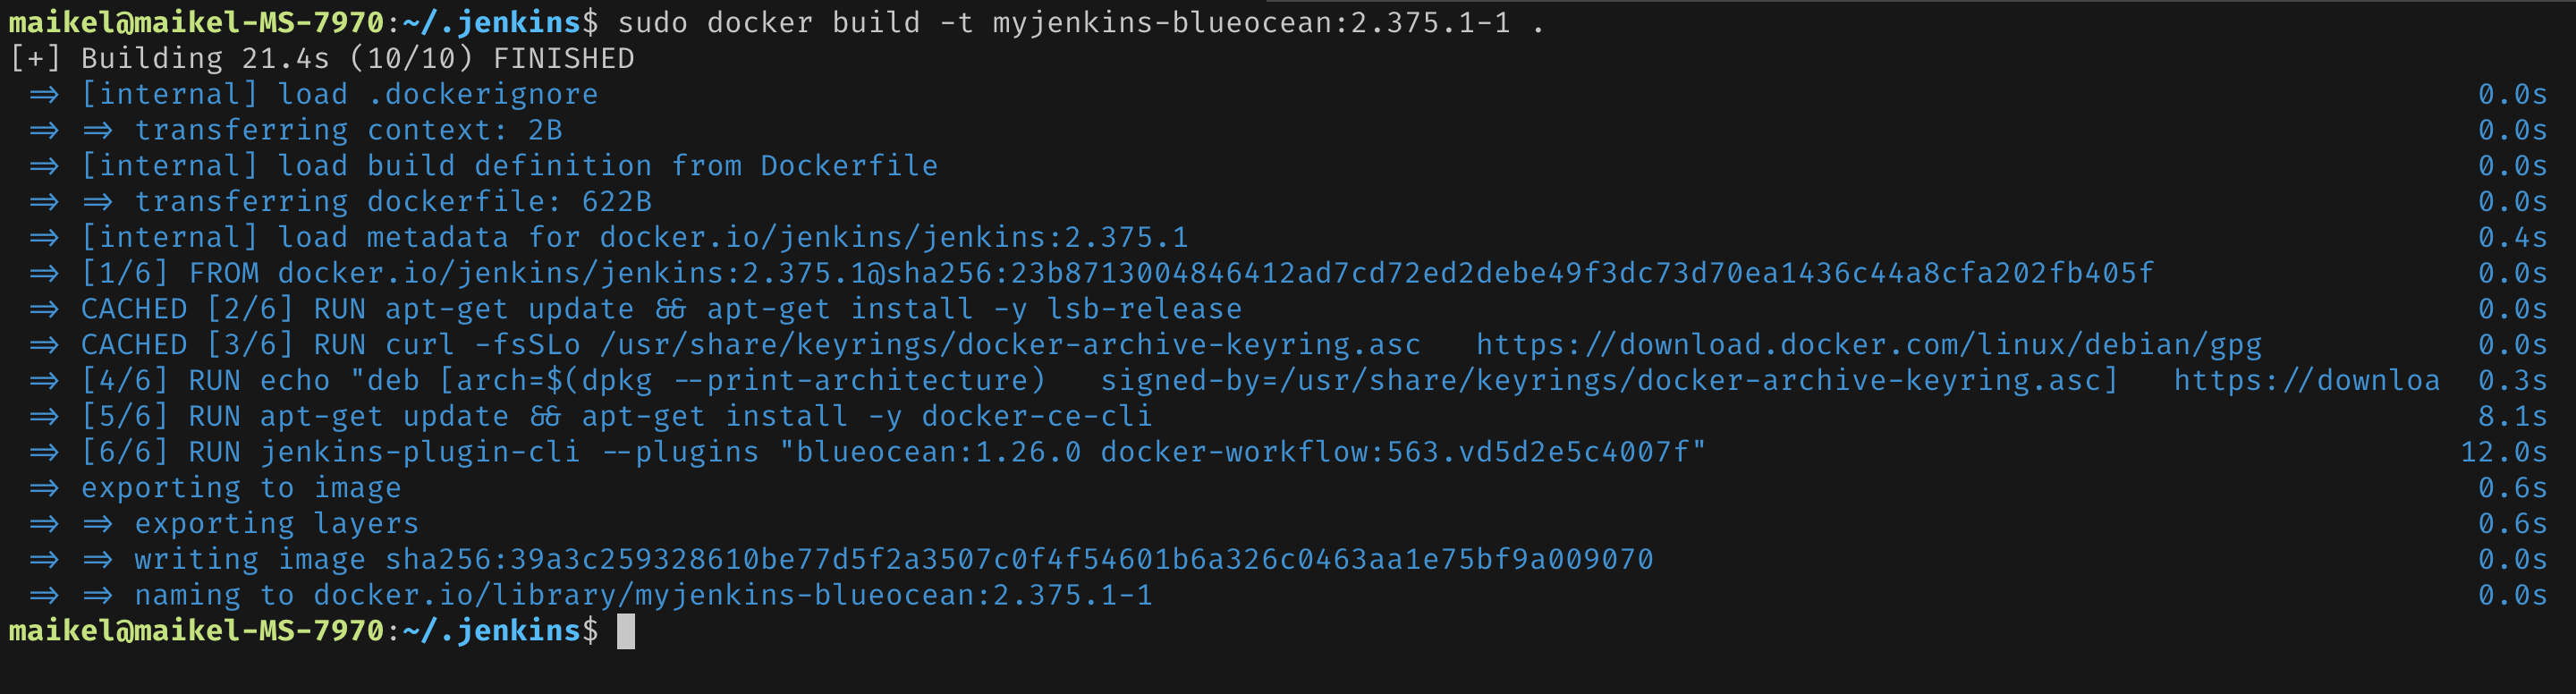 maikel@maikel-MS-7970:~/.jenkins$ sudo docker build -t myjenkins-blueocean:2.375.1-1 .
[+] Building 21.4s (10/10) FINISHED
=> [internal] load .dockerignore 0.0s
=> => transferring context: 2B 0.0s
=> [internal] load build definition from Dockerfile 0.0s
=> => transferring dockerfile: 622B 0.0s
=> [internal] load metadata for docker.io/jenkins/jenkins:2.375.1 0.4s
=> [1/6] FROM docker.io/jenkins/jenkins:2.375.1@sha256:23b8713004846412ad7cd72ed2debe49f3dc73d70ea1436c44a8cfa202fb405f 0.0s
=> CACHED [2/6] RUN apt-get update && apt-get install -y lsb-release 0.0s
=> CACHED [3/6] RUN curl -fsSLo /usr/share/keyrings/docker-archive-keyring.asc   https://download.docker.com/linux/debian/gpg 0.0s
=> [4/6] RUN echo "deb [arch=$(dpkg --print-architecture)   signed-by=/usr/share/keyrings/docker-archive-keyring.asc]   https://downloa 0.3s
=> [5/6] RUN apt-get update && apt-get install -y docker-ce-cli 8.1s
=> [6/6] RUN jenkins-plugin-cli --plugins "blueocean:1.26.0 docker-workflow:563.vd5d2e5c4007f" 12.0s
=> exporting to image 0.6s
=> => exporting layers 0.6s
=> => writing image sha256:39a3c259328610be77d5f2a3507c0f4f54601b6a326c0463aa1e75bf9a009070 0.0s
=> => naming to docker.io/library/myjenkins-blueocean:2.375.1-1 0.0s
maikel@maikel-MS-7970:~/.jenkins$